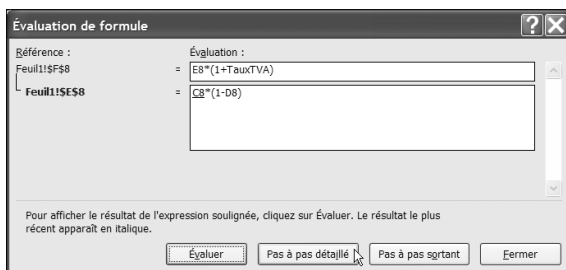 Évaluation de formule
Référence :
Évaluation :
Feuil1!$F$8 = E8*(1+TauxTVA)
Feuil1!$E$8 = C8*(1-D8)
Pour afficher le résultat de l'expression soulignée, cliquez sur Évaluer. Le résultat le plus
récent apparaît en italique.
Évaluer Pas à pas détaillé Pas à pas sortant Fermer